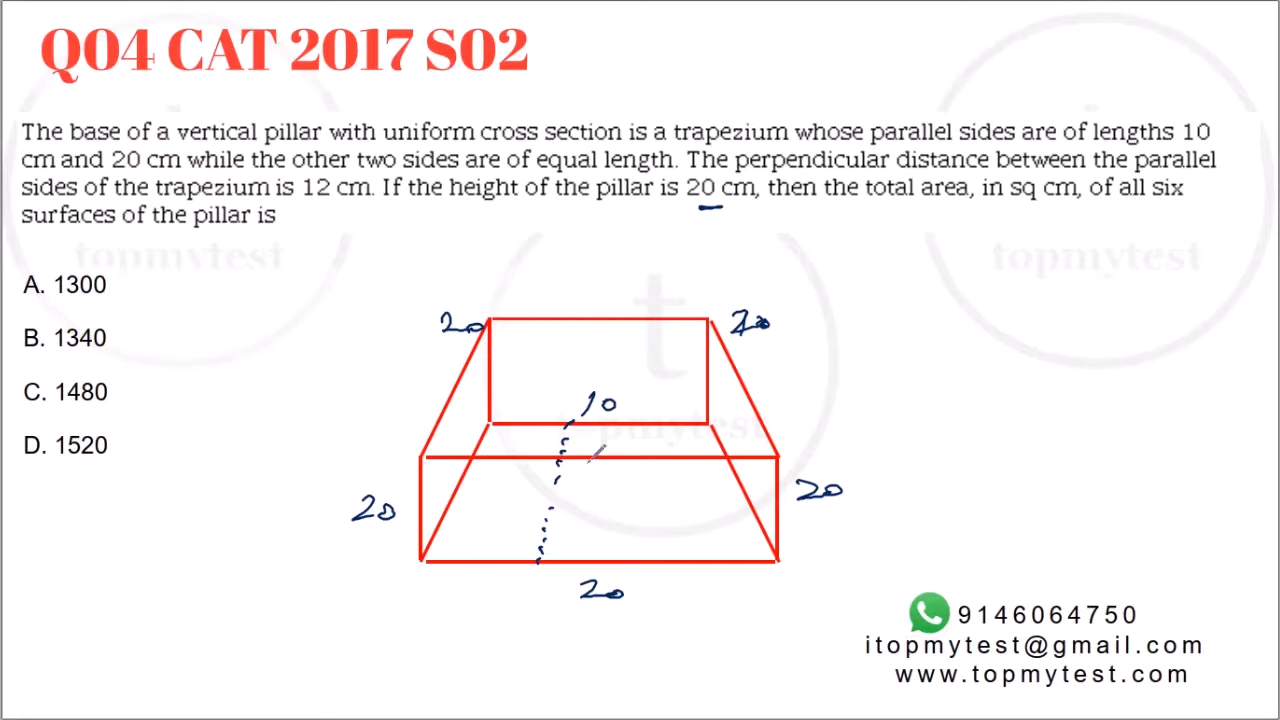 Q04 CAT 2017 S02
The base of a vertical pillar with uniform cross section is a trapezium whose parallel sides are of lengths 10
cm and 20 cm while the other two sides are of equal length. The perpendicular distance between the parallel
sides of the trapezium is 12 cm. If the height of the pillar is 20 cm, then the total area, in sq cm, of all six
surfaces of the pillar is
topmytest
topmytest
A. 1300
B. 1340
C. 1480
D. 1520
20
20
10
t
topmytest
20
20
20
9146064750
itopmytest@gmail.com
www.topmytest.com